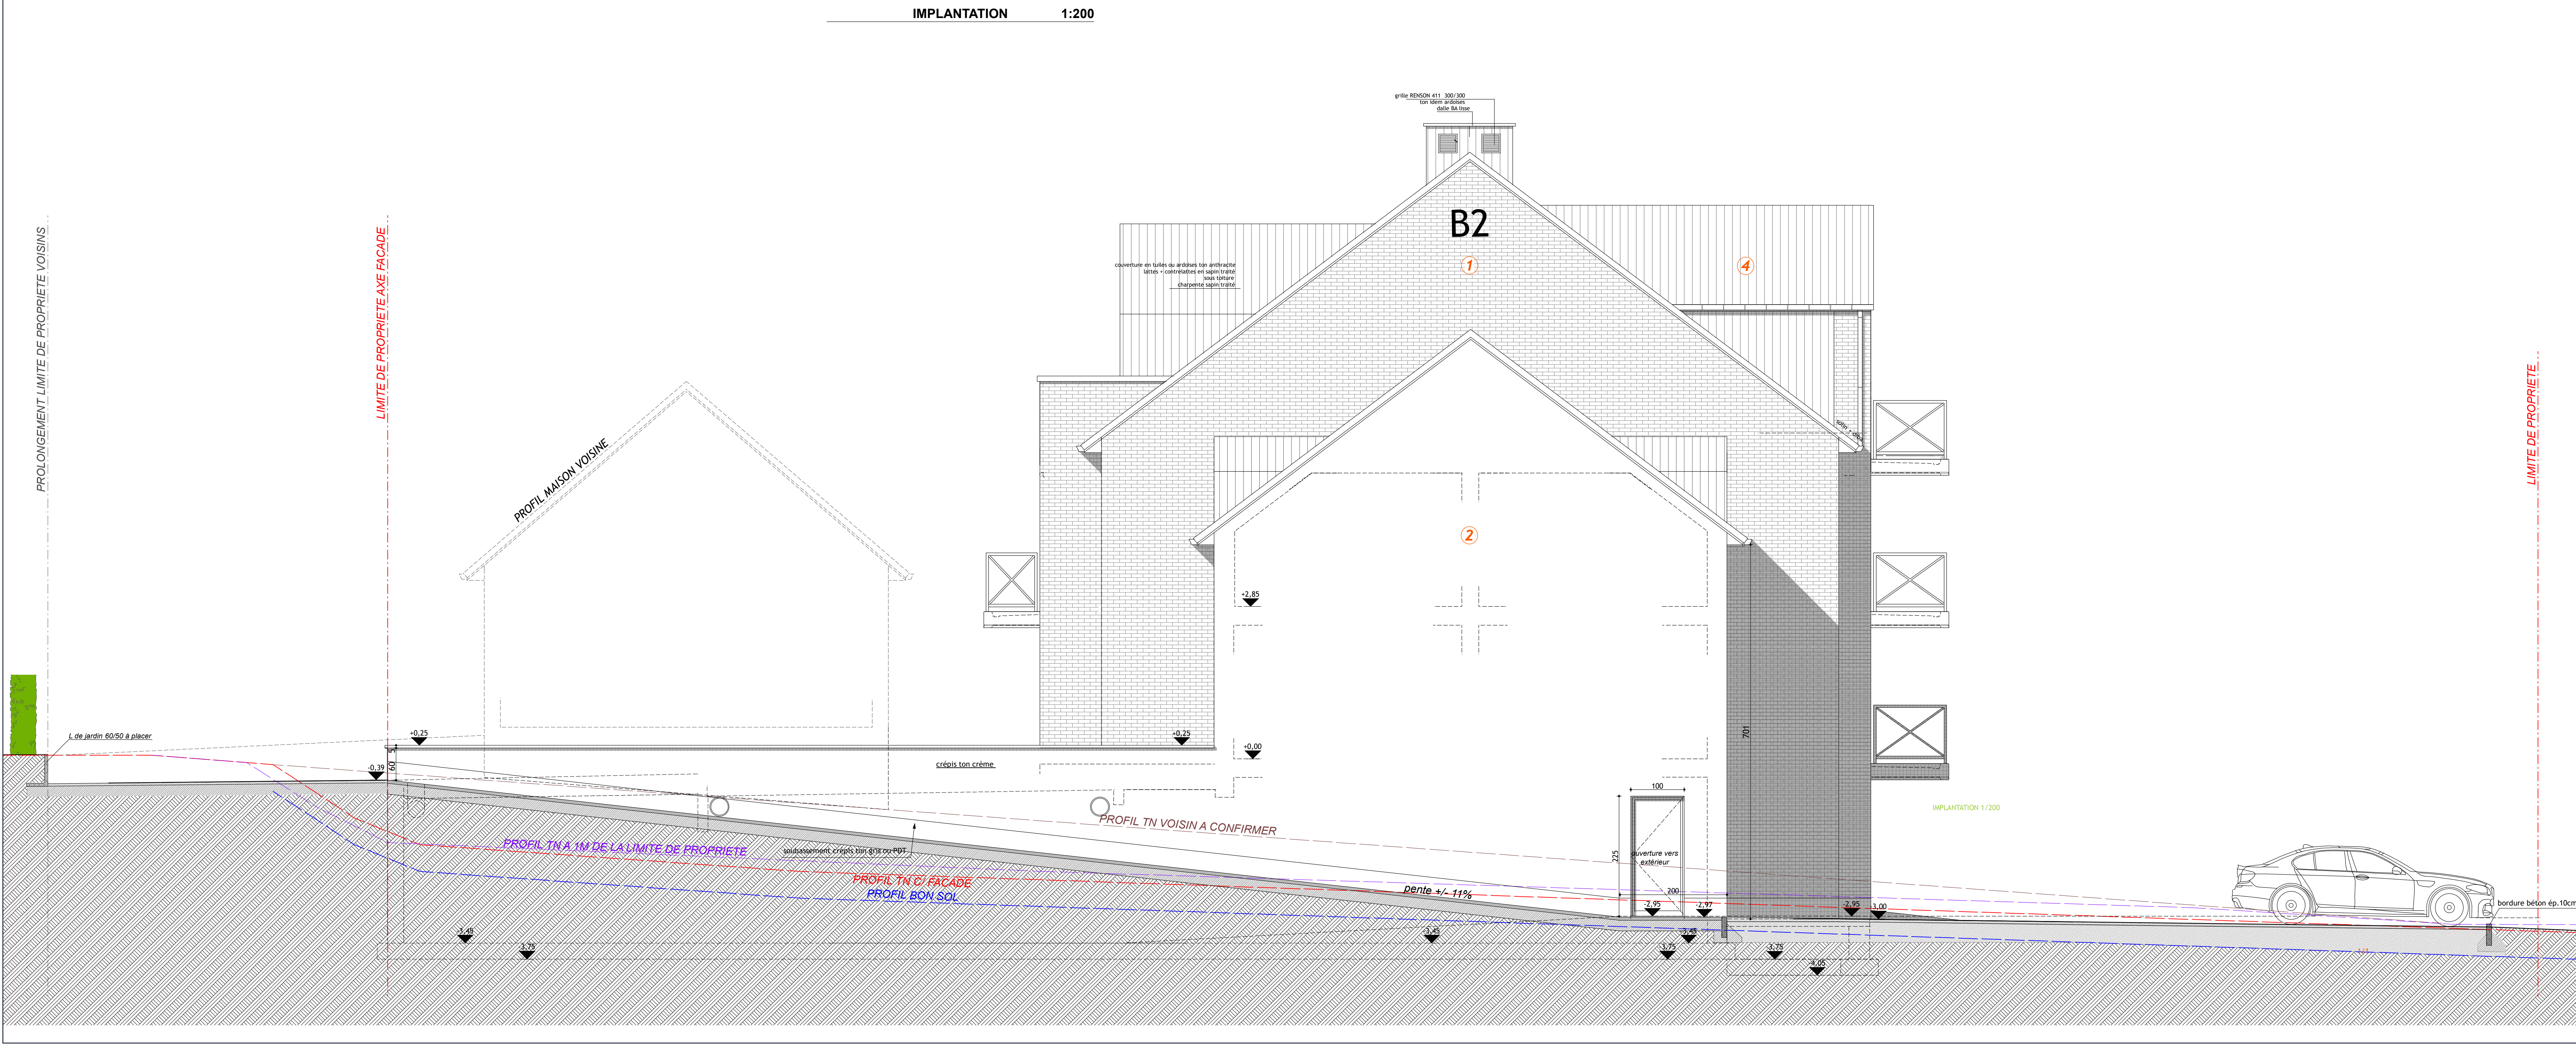 IMPLANTATION 1:200
grille RENSON 411 300/300
ton idem ardoises
dalle BA lisse
B2
1
4
couverture en tuiles ou ardoises ton anthracite
lattes + contrelattes en sapin traité
sous toiture
charpente sapin traité
PROLONGEMENT LIMITE DE PROPRIETE VOISINS
LIMITE DE PROPRIETE AXE FACADE
LIMITE DE PROPRIETE
PROFIL MAISON VOISINE
2
+2,85
L de jardin 60/50 à placer
+0,25
+0,25
+0,00
5
60
-0,39
crépis ton crème
701
100
225
ouverture vers
extérieur
200
IMPLANTATION 1/200
PROFIL TN VOISIN A CONFIRMER
PROFIL TN A 1M DE LA LIMITE DE PROPRIETE
soubassement crépis ton gris ou PDT
PROFIL TN C/ FACADE
PROFIL BON SOL
pente +/- 11%
-2,95
-2,97
-2,95
-3,00
bordure béton ép.10cm
-3,45
-3,45
-3,45
-3,75
-3,75
-3,75
-4,05